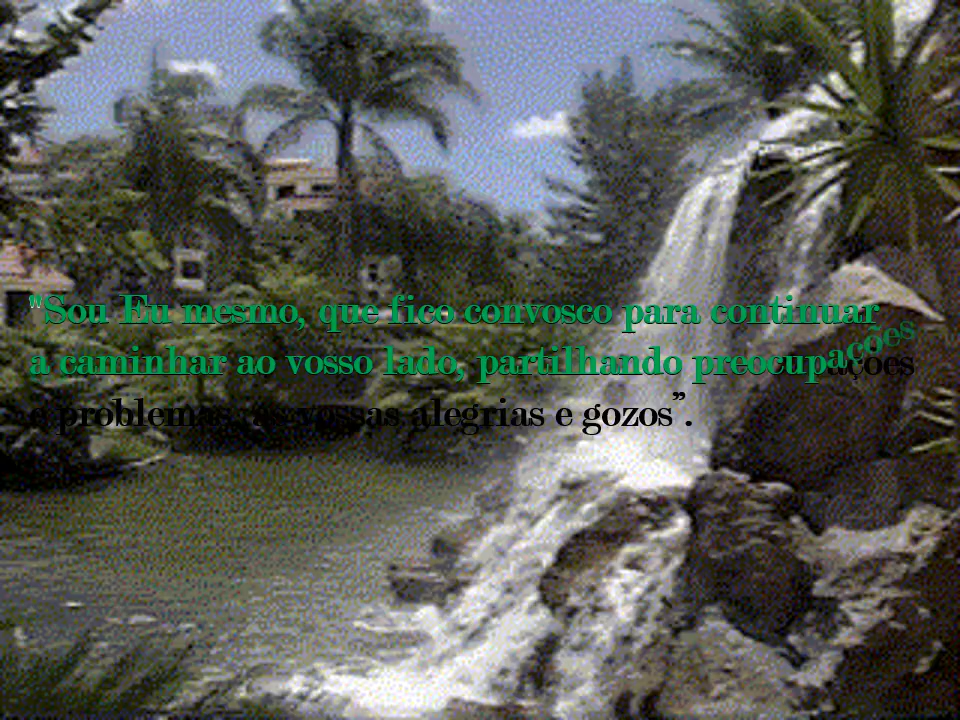 "Sou Eu mesmo, que fico convosco para continuar
a caminhar ao vosso lado, partilhando preocupações
e problemas, as vossas alegrias e gozos”.